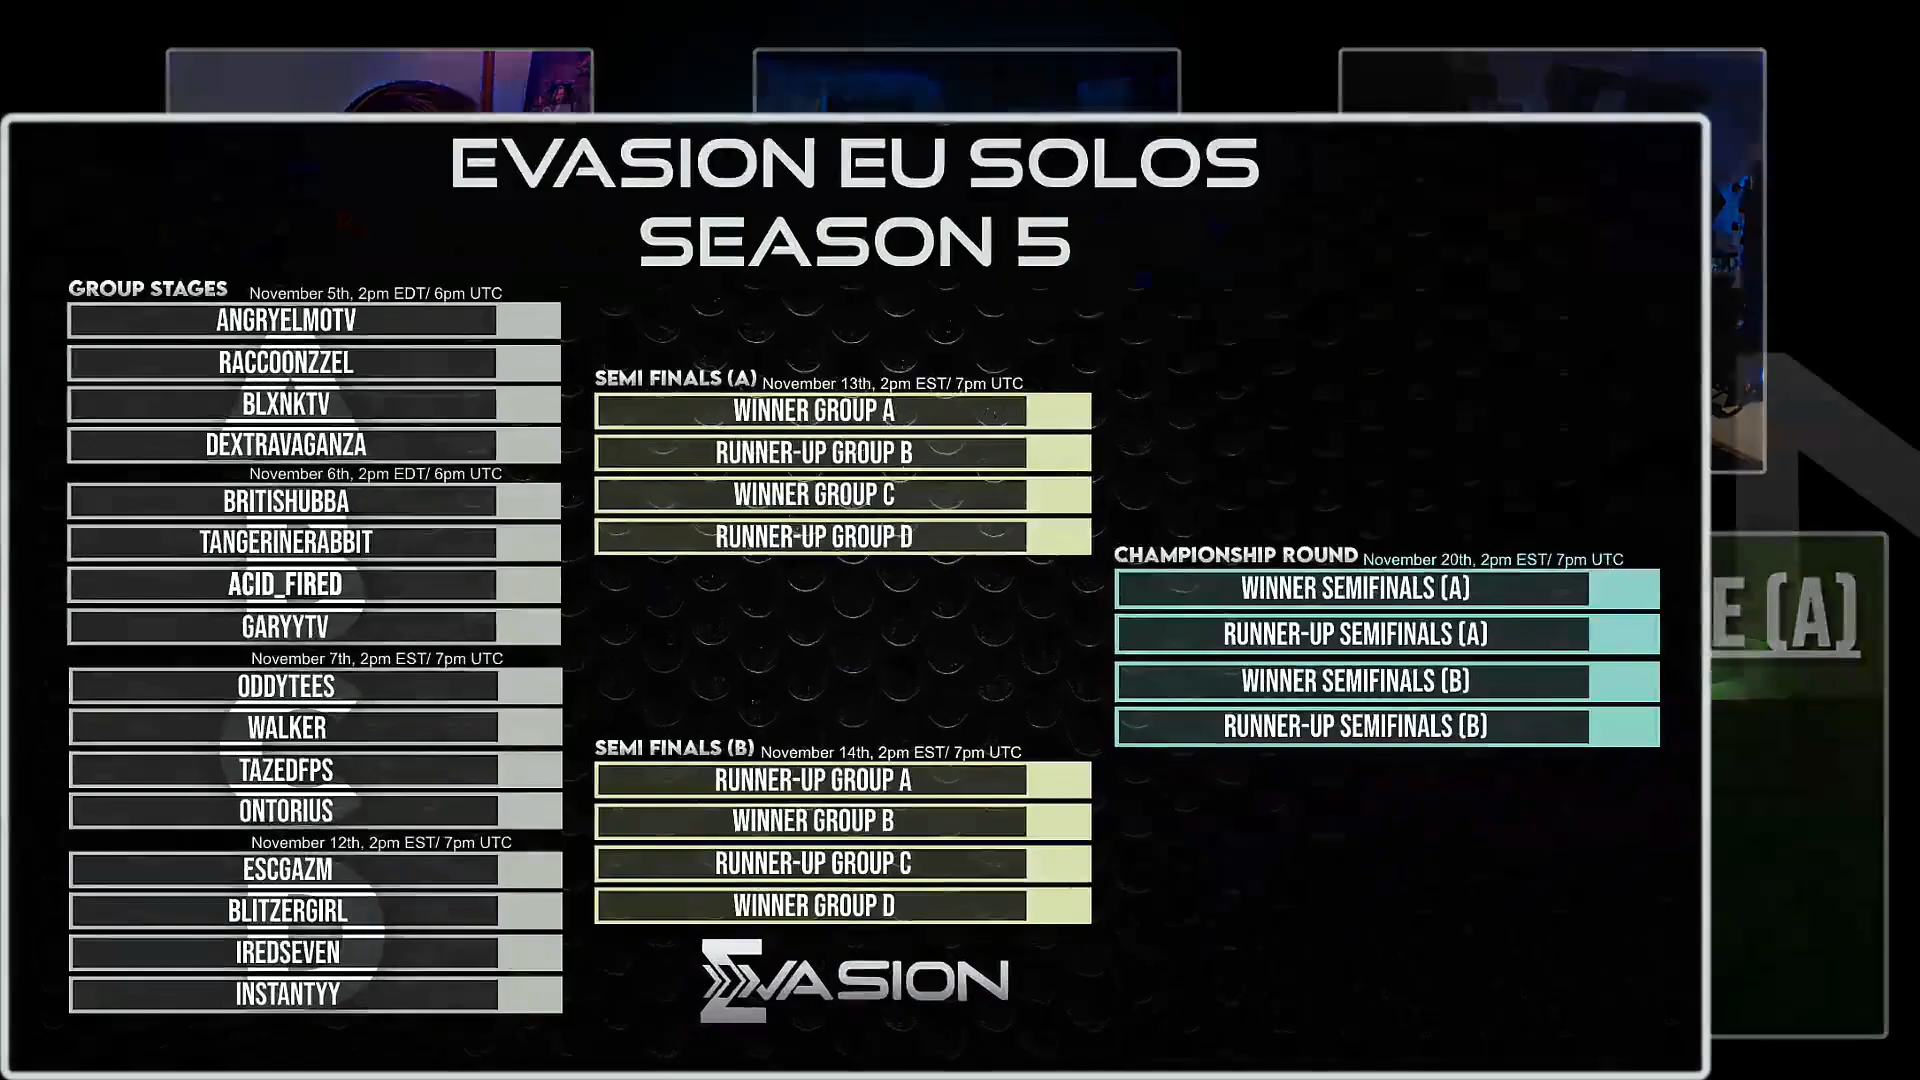 EVASION EU SOLOS
SEASON 5
GROUP STAGES November 5th, 2pm EDT/ 6pm UTC
A
ANGRYELMOTV
RACCOONZZEL
BLXNKTV
DEXTRAVAGANZA
November 6th, 2pm EDT/ 6pm UTC
B
BRITISHUBBA
TANGERINERABBIT
ACID_FIRED
GARYYTV
November 7th, 2pm EST/ 7pm UTC
C
ODDYTEES
WALKER
TAZEDFPS
ONTORIUS
November 12th, 2pm EST/ 7pm UTC
D
ESCGAZM
BLITZERGIRL
IREDSEVEN
INSTANTYY
SEMI FINALS (A) November 13th, 2pm EST/ 7pm UTC
WINNER GROUP A
RUNNER-UP GROUP B
WINNER GROUP C
RUNNER-UP GROUP D
SEMI FINALS (B) November 14th, 2pm EST/ 7pm UTC
RUNNER-UP GROUP A
WINNER GROUP B
RUNNER-UP GROUP C
WINNER GROUP D
EVASION
CHAMPIONSHIP ROUND November 20th, 2pm EST/ 7pm UTC
WINNER SEMIFINALS (A)
RUNNER-UP SEMIFINALS (A)
WINNER SEMIFINALS (B)
RUNNER-UP SEMIFINALS (B)
E (A)